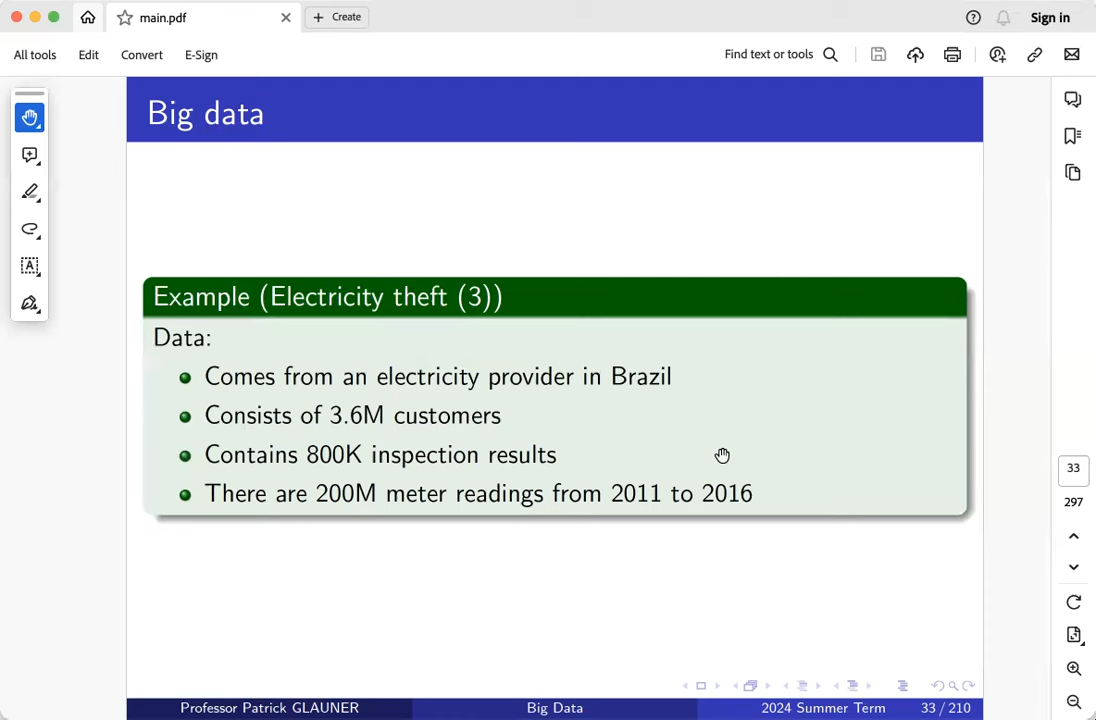 main.pdf
Create
Sign in
All tools
Edit
Convert
E-Sign
Find text or tools
Big data
Example (Electricity theft (3))
Data:
Comes from an electricity provider in Brazil
Consists of 3.6M customers
Contains 800K inspection results
There are 200M meter readings from 2011 to 2016
33
297
Professor Patrick GLAUNER
Big Data
2024 Summer Term
33 / 210